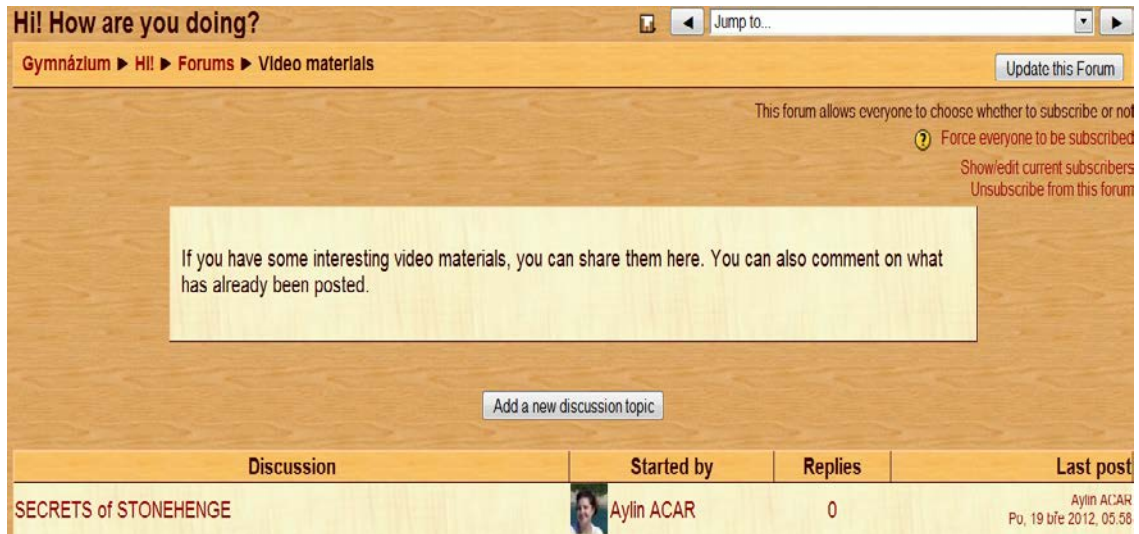 Hi! How are you doing?
Jump to...
Gymnázium ► HI! ► Forums ► Video materials
Update this Forum
This forum allows everyone to choose whether to subscribe or not
Force everyone to be subscribed
Show/edit current subscribers
Unsubscribe from this forum
If you have some interesting video materials, you can share them here. You can also comment on what
has already been posted.
Add a new discussion topic
Discussion Started by Replies Last post
SECRETS of STONEHENGE Aylin ACAR 0 Aylin ACAR
Po, 19 bře 2012, 05.58